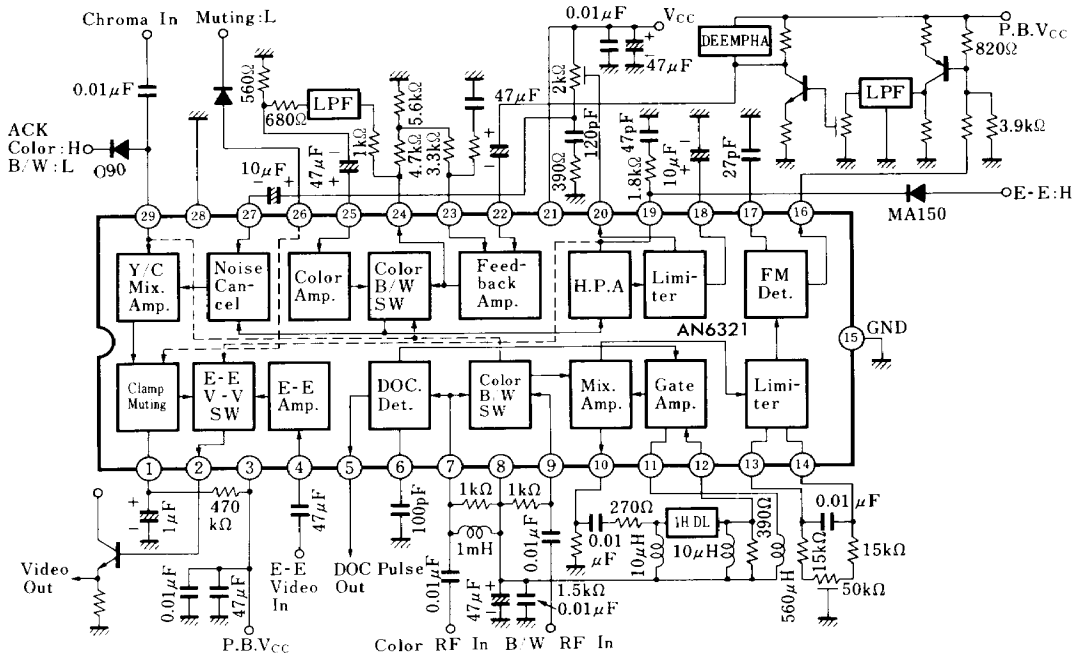 Chroma In
Muting:L
0.01μF
VCC
DEEMPHA
P.B.VCC
820Ω
560Ω
LPF
680Ω
1kΩ
5.6kΩ
47μF
2kΩ
47μF
LPF
3.9kΩ
0.01μF
ACK
Color:H
B/W:L
O90
10μF
47μF
4.7kΩ
3.3kΩ
390Ω
120pF
47pF
1.8kΩ
10μF
27pF
MA150
E-E:H
29
28
27
26
25
24
23
22
21
20
19
18
17
16
Y/C
Mix.
Amp.
Noise
Can-
cel
Color
Amp.
Color
B/W
SW
Feed-
back
Amp.
H.P.A
Limi-
ter
FM
Det.
AN6321
15
GND
Clamp
Muting
E-E
V-V
SW
E-E
Amp.
DOC.
Det.
Color
B/W
SW
Mix.
Amp.
Gate
Amp.
Limi-
ter
1
2
3
4
5
6
7
8
9
10
11
12
13
14
1μF
470
kΩ
47μF
100pF
1kΩ
1kΩ
1mH
0.01μF
270Ω
0.01
μF
1H DL
10μH
10μH
390Ω
0.01
μF
15kΩ
15kΩ
50kΩ
560μH
Video
Out
0.01μF
47μF
E-E
Video
In
DOC Pulse
Out
0.01μF
47μF
1.5kΩ
0.01μF
P.B.VCC
Color RF In
B/W RF In